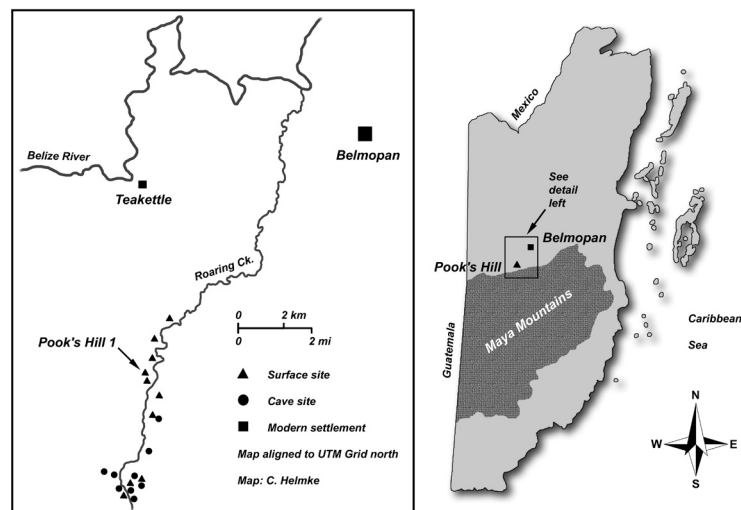 Belize River
Teakettle
Belmopan
Roaring Ck.
0 2 km
0 2 mi
Pook's Hill 1
Surface site
Cave site
Modern settlement
Map aligned to UTM Grid north
Map: C. Helmke
Mexico
See
detail
left
Belmopan
Pook's Hill
Maya Mountains
Guatemala
Caribbean
Sea
N
W E
S